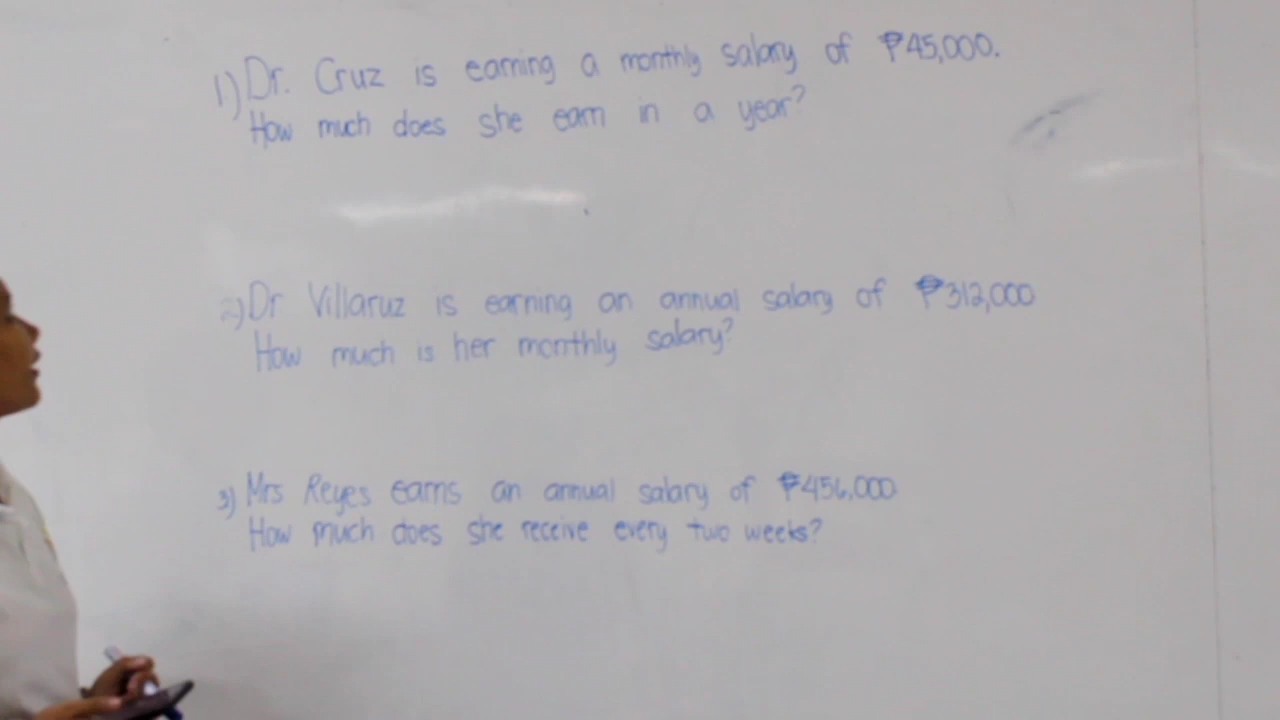 1) Dr. Cruz is earning a monthly salary of ₱45,000.
How much does she earn in a year?
2) Dr Villaruz is earning an annual salary of ₱312,000
How much is her monthly salary?
3) Mrs Reyes earns an annual salary of ₱456,000
How much does she receive every two weeks?